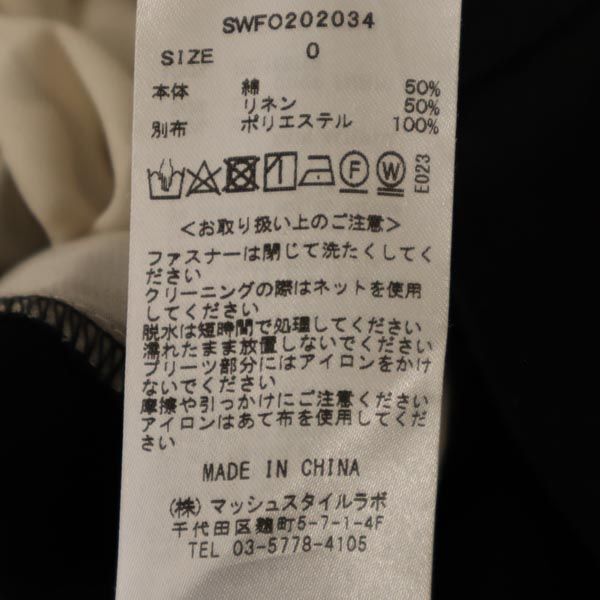 SWFO202034
SIZE 0
本体 綿 50%
リネン 50%
別布 ポリエステル 100%
F W E023
<お取り扱い上のご注意>
ファスナーは閉じて洗たくしてく
ださい
クリーニングの際はネットを使用
してください
脱水は短時間で処理してください
濡れたまま放置しないでください
プリーツ部分にはアイロンをかけ
ないでください
摩擦や引っかけにご注意ください
アイロンはあて布を使用してくだ
さい
MADE IN CHINA
(株) マッシュスタイルラボ
千代田区麹町5-7-1-4F
TEL 03-5778-4105